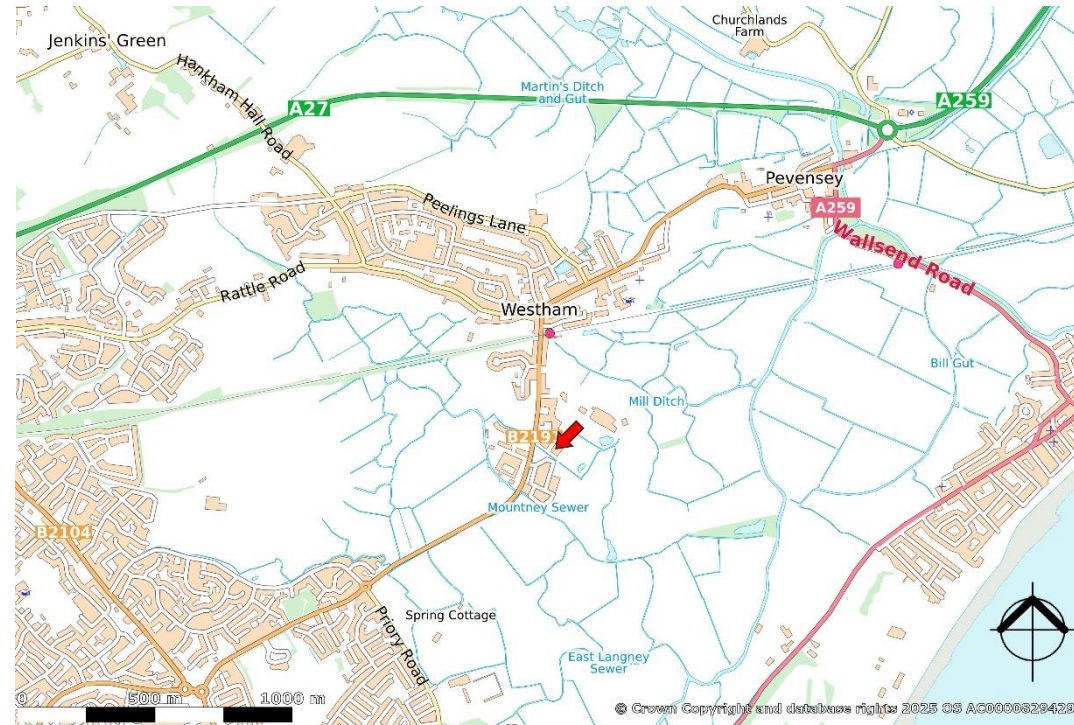 Churchlands
Farm
Jenkins' Green
Hankham Hall Road
Martin's Ditch
and Gut
A27
A259
Pevensey
Peelings Lane
A259
Wallsend Road
Rattle Road
Westham
Bill Gut
Mill Ditch
B2191
Mountney Sewer
B2104
Priory Road
Spring Cottage
East Langney
Sewer
0 500 m 1000 m
© Crown Copyright and database rights 2025 OS AC0000829429